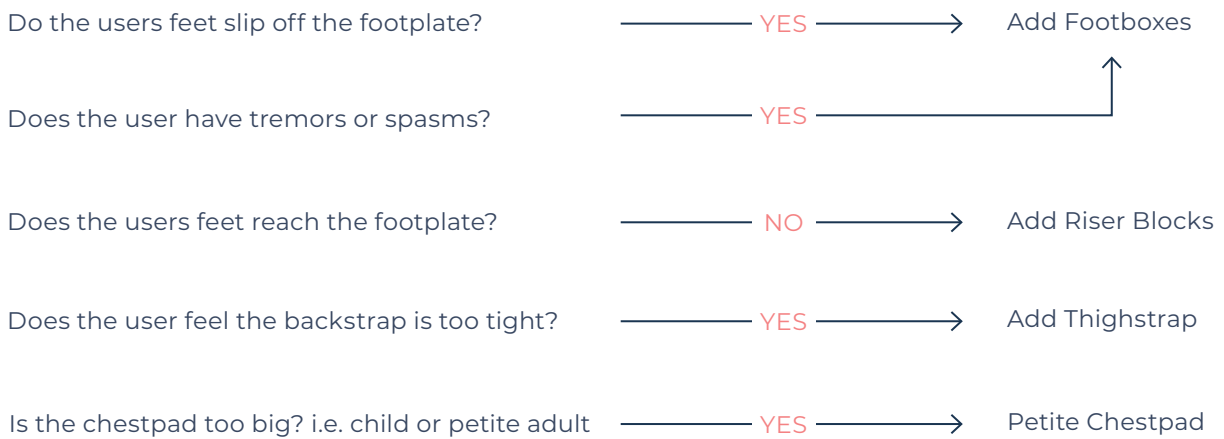 Do the users feet slip off the footplate? YES Add Footboxes
Does the user have tremors or spasms? YES
Does the users feet reach the footplate? NO Add Riser Blocks
Does the user feel the backstrap is too tight? YES Add Thighstrap
Is the chestpad too big? i.e. child or petite adult YES Petite Chestpad